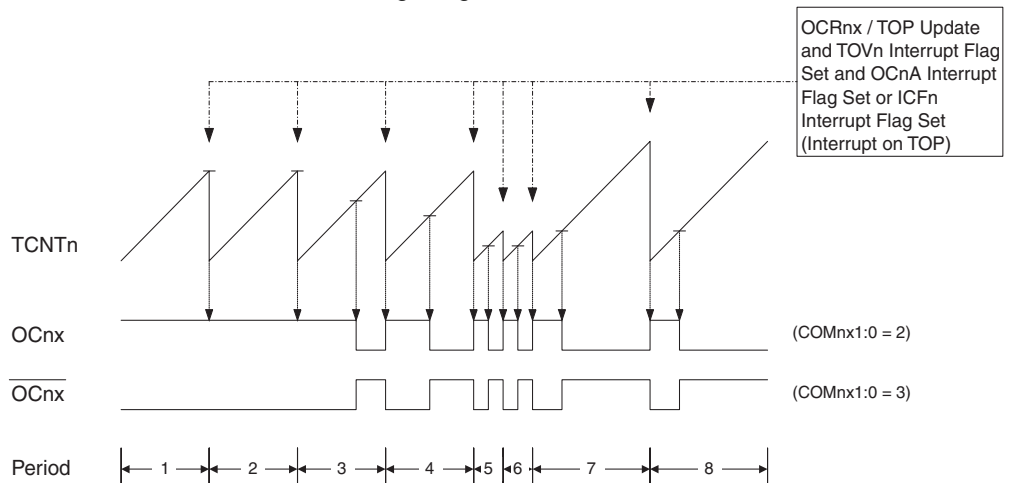 OCRnx / TOP Update
and TOVn Interrupt Flag
Set and OCnA Interrupt
Flag Set or ICFn
Interrupt Flag Set
(Interrupt on TOP)
TCNTn
OCnx (COMnx1:0 = 2)
OCnx (COMnx1:0 = 3)
Period 1 2 3 4 5 6 7 8